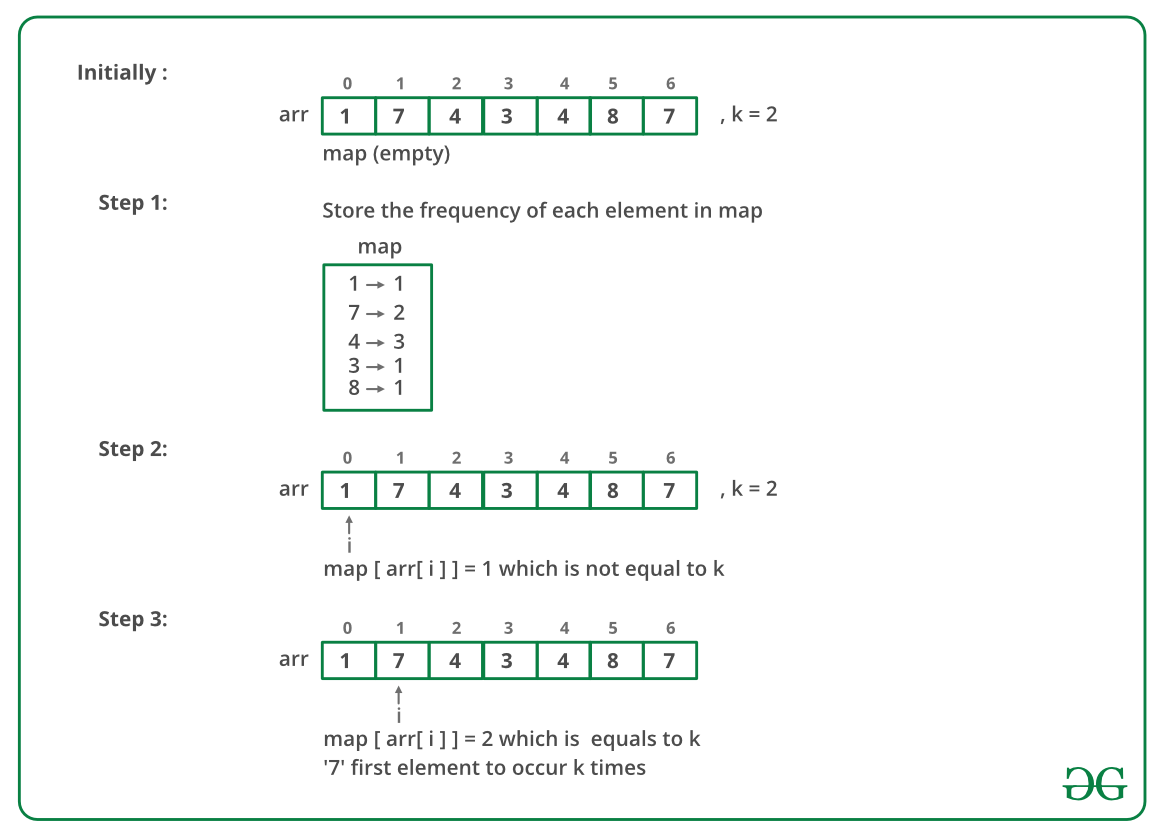 Initially :
0 1 2 3 4 5 6
arr 1 7 4 3 4 8 7 , k = 2
map (empty)
Step 1:
Store the frequency of each element in map
map
1 → 1
7 → 2
4 → 3
3 → 1
8 → 1
Step 2:
0 1 2 3 4 5 6
arr 1 7 4 3 4 8 7 , k = 2
i
map [ arr[ i ] ] = 1 which is not equal to k
Step 3:
0 1 2 3 4 5 6
arr 1 7 4 3 4 8 7
i
map [ arr[ i ] ] = 2 which is equals to k
'7' first element to occur k times